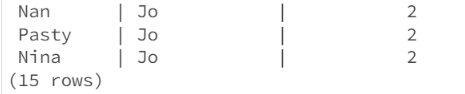 Nan | Jo | 2
Pasty | Jo | 2
Nina | Jo | 2
(15 rows)